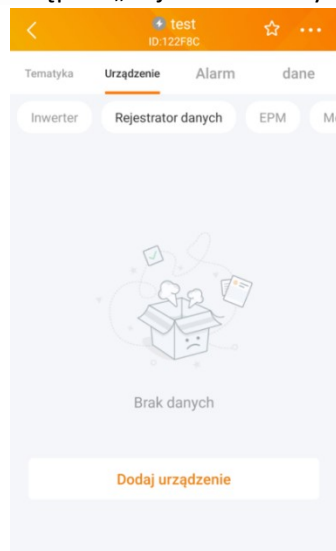 test
ID:122F8C
Tematyka Urządzenie Alarm dane
Inwerter Rejestrator danych EPM
Brak danych
Dodaj urządzenie